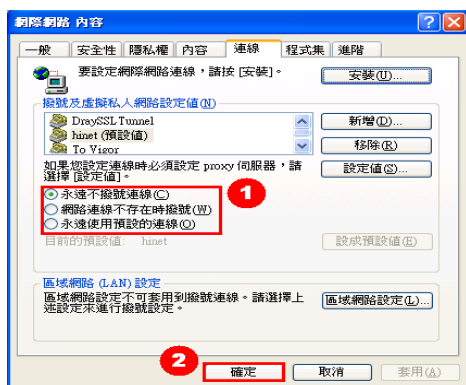 網際網路 內容
一般 安全性 隱私權 內容 連線 程式集 進階
要設定網際網路連線，請按 [安裝]。 安裝(U)...
撥號及虛擬私人網路設定值(N)
DraySSL Tunnel
hinet (預設值)
To Vigor
新增(D)...
移除(R)
如果您設定連線時必須設定 proxy 伺服器，請
選擇 [設定值]。
設定值(S)...
永遠不撥號連線(C)
網路連線不存在時撥號(W)
永遠使用預設的連線(O)
1
目前的預設值: hinet 設成預設值(E)
區域網路 (LAN) 設定
區域網路設定不可套用到撥號連線。請選擇上
述設定來進行撥號設定。
區域網路設定(L)...
2
確定 取消 套用(A)